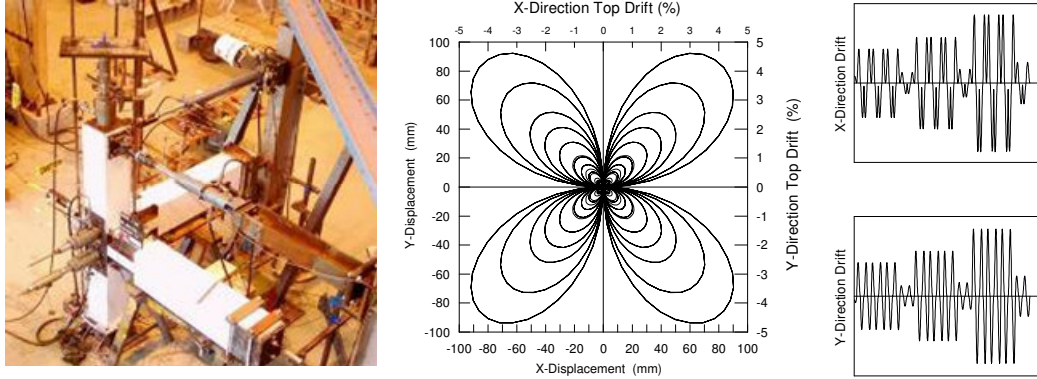 X-Direction Top Drift (%)
-5 -4 -3 -2 -1 0 1 2 3 4 5
100
80
60
40
20
0
-20
-40
-60
-80
-100
Y-Displacement (mm)
5
4
3
2
1
0
-1
-2
-3
-4
-5
Y-Direction Top Drift (%)
-100 -80 -60 -40 -20 0 20 40 60 80 100
X-Displacement (mm)
X-Direction Drift
Y-Direction Drift